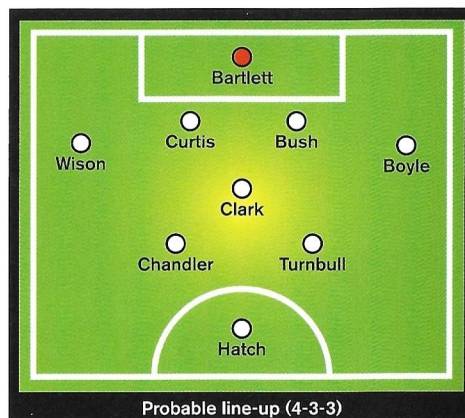 Bartlett
Curtis
Bush
Wison
Boyle
Clark
Chandler
Turnbull
Hatch
Probable line-up (4-3-3)